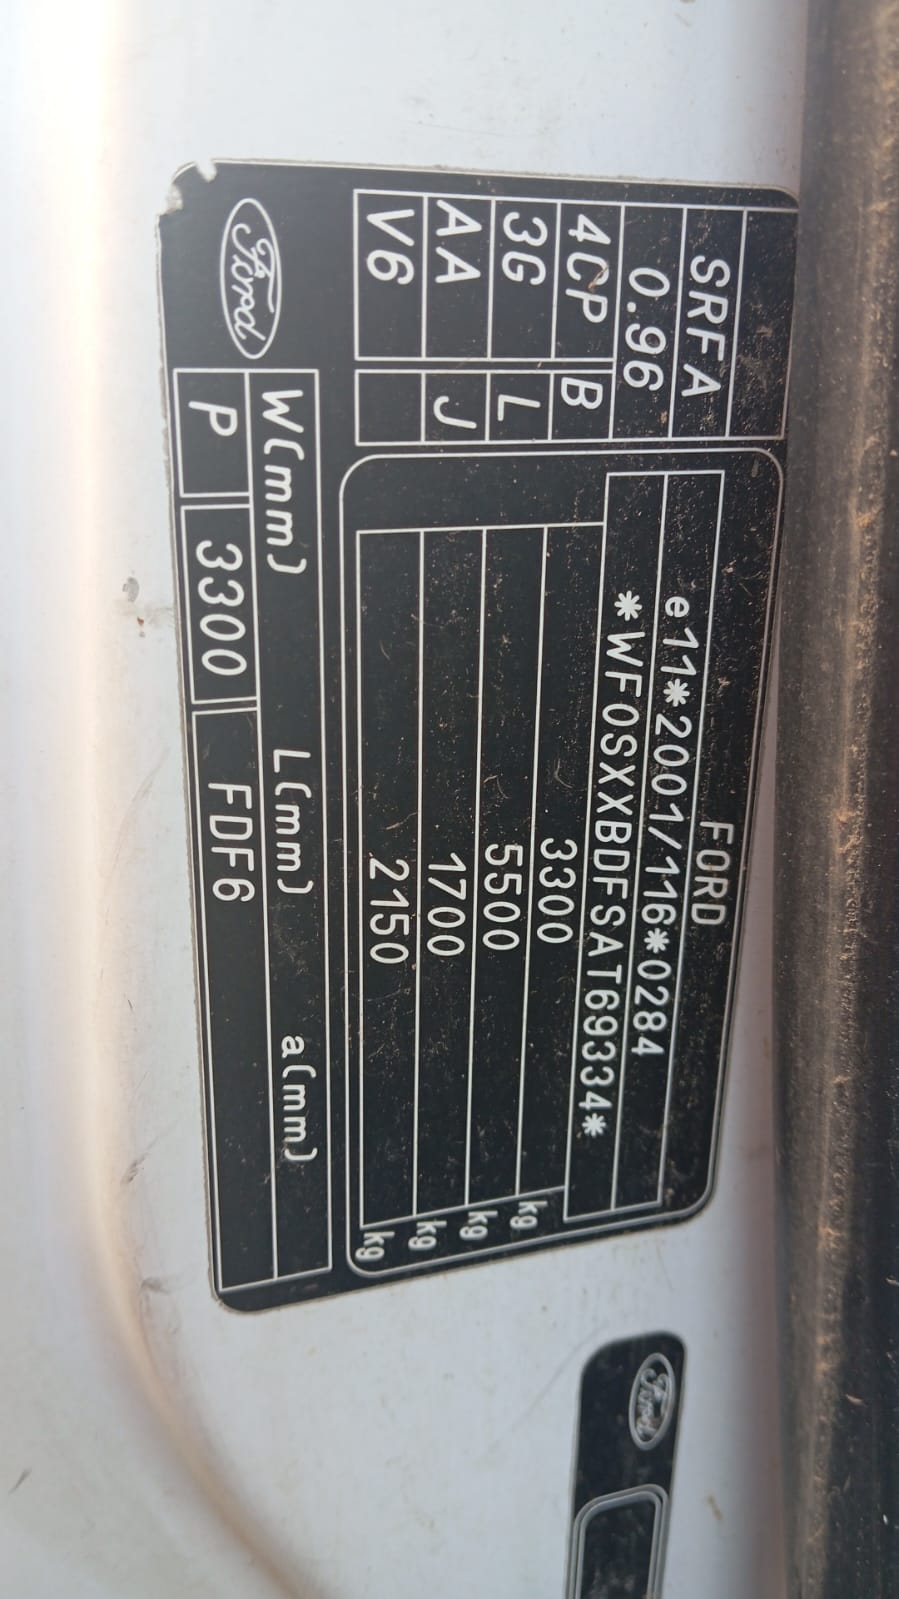 FORD
SRFA
e11*2001/116*0284
0.96
*WF0SXXBDFSAT69334*
4CP B 3300 kg
3G L 5500 kg
AA J 1700 kg
V6 2150 kg
W(mm) L(mm) a(mm)
Ford P 3300 FDF6
Ford